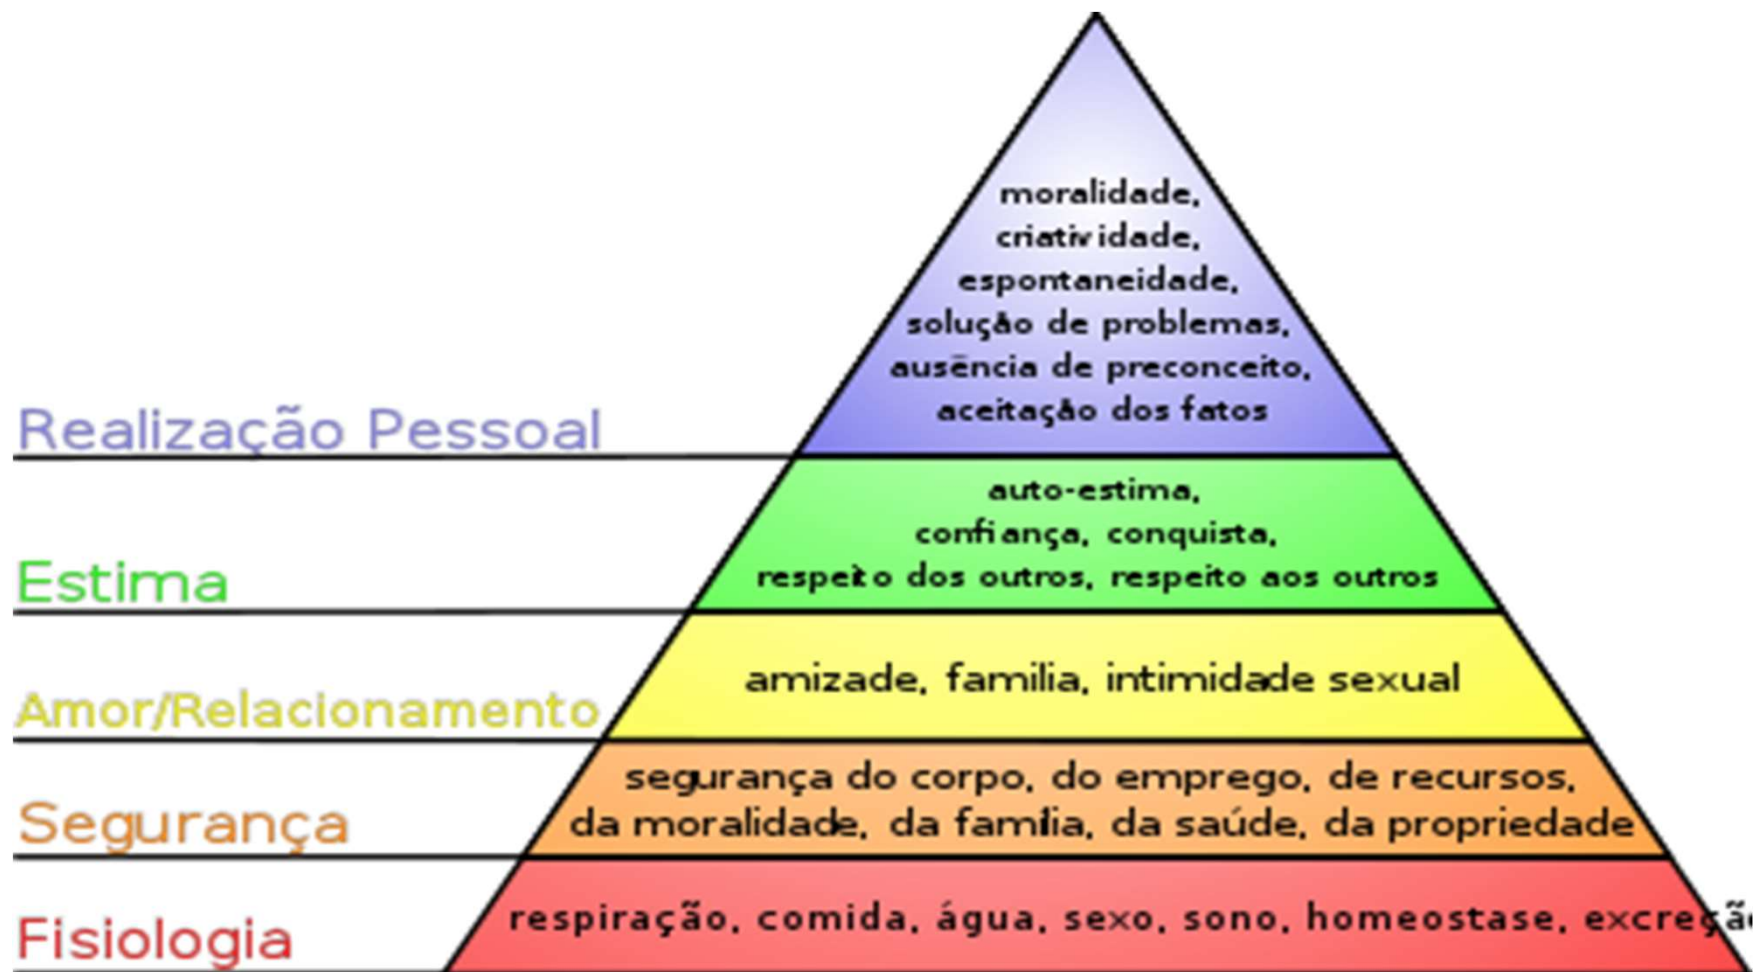 moralidade,
criatividade,
espontaneidade,
solução de problemas,
ausência de preconceito,
aceitação dos fatos
Realização Pessoal
auto-estima,
confiança, conquista,
respeito dos outros, respeito aos outros
Estima
amizade, família, intimidade sexual
Amor/Relacionamento
segurança do corpo, do emprego, de recursos,
da moralidade, da família, da saúde, da propriedade
Segurança
respiração, comida, água, sexo, sono, homeostase, excreçã
Fisiologia